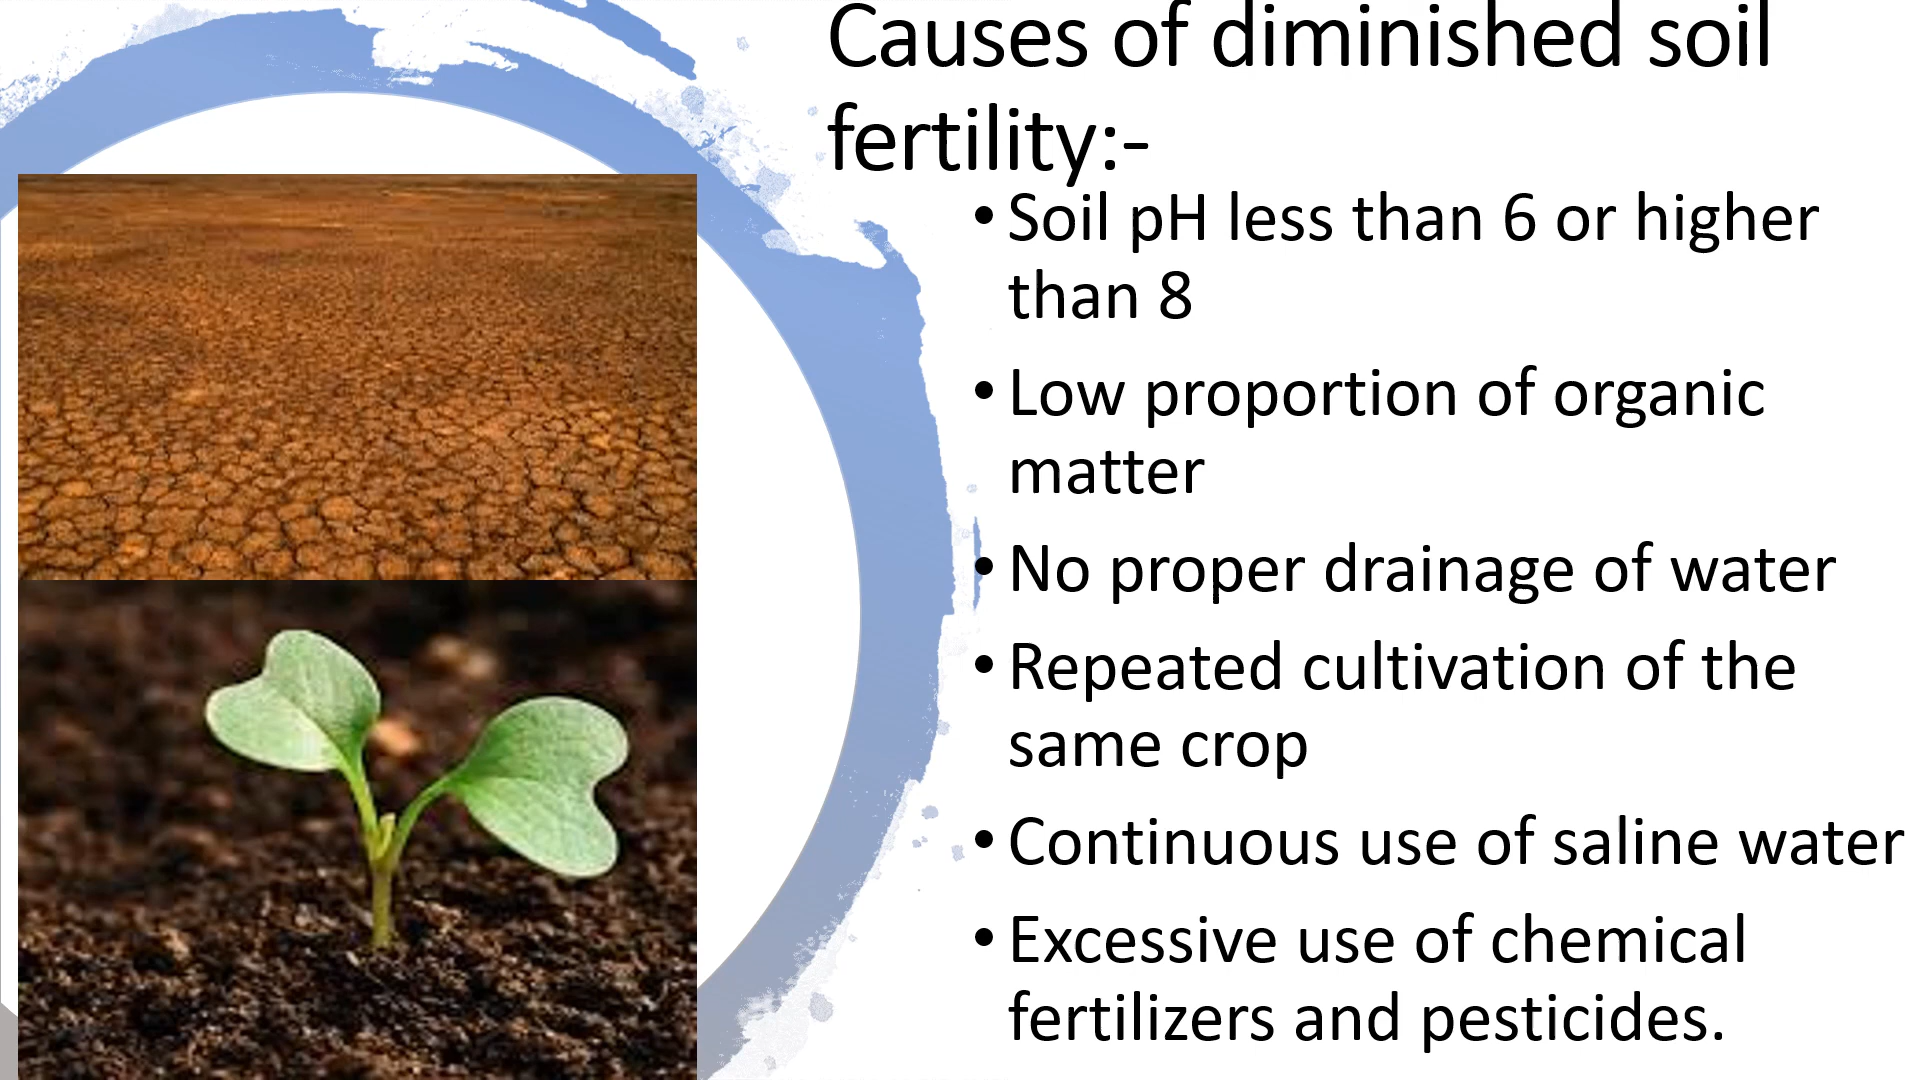 Causes of diminished soil
fertility:-
• Soil pH less than 6 or higher
than 8
• Low proportion of organic
matter
• No proper drainage of water
• Repeated cultivation of the
same crop
• Continuous use of saline water
• Excessive use of chemical
fertilizers and pesticides.